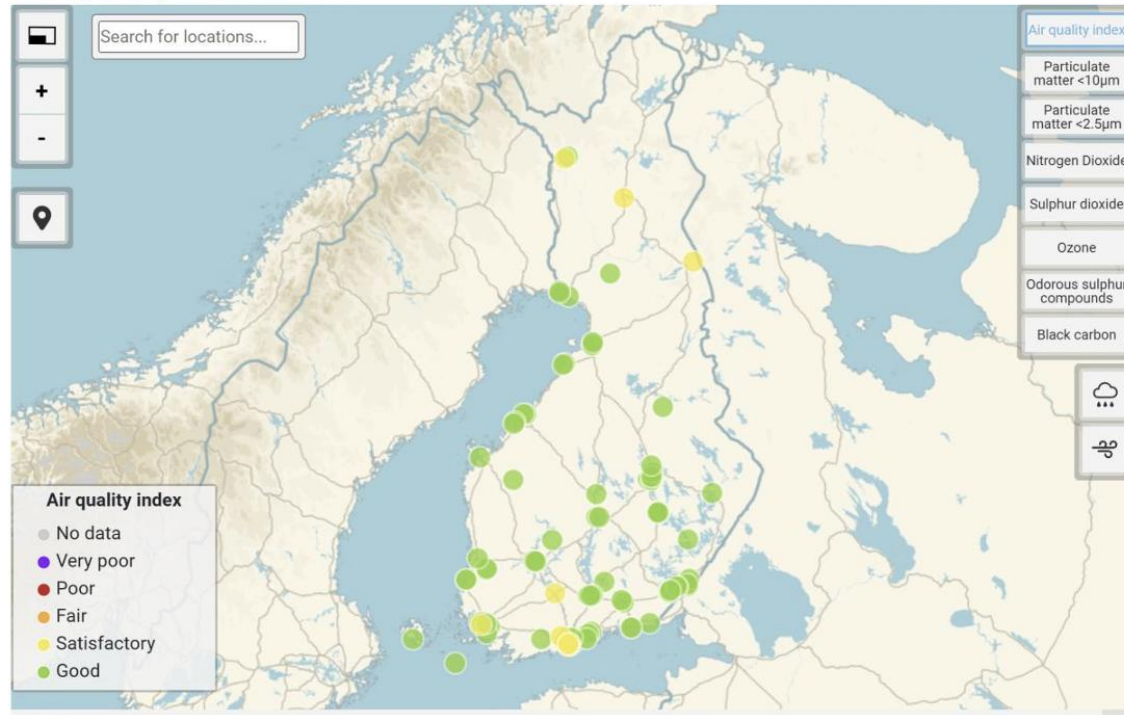 Search for locations...
+
-
Air quality index
Particulate
matter <10µm
Particulate
matter <2.5µm
Nitrogen Dioxide
Sulphur dioxide
Ozone
Odorous sulphur
compounds
Black carbon
Air quality index
No data
Very poor
Poor
Fair
Satisfactory
Good